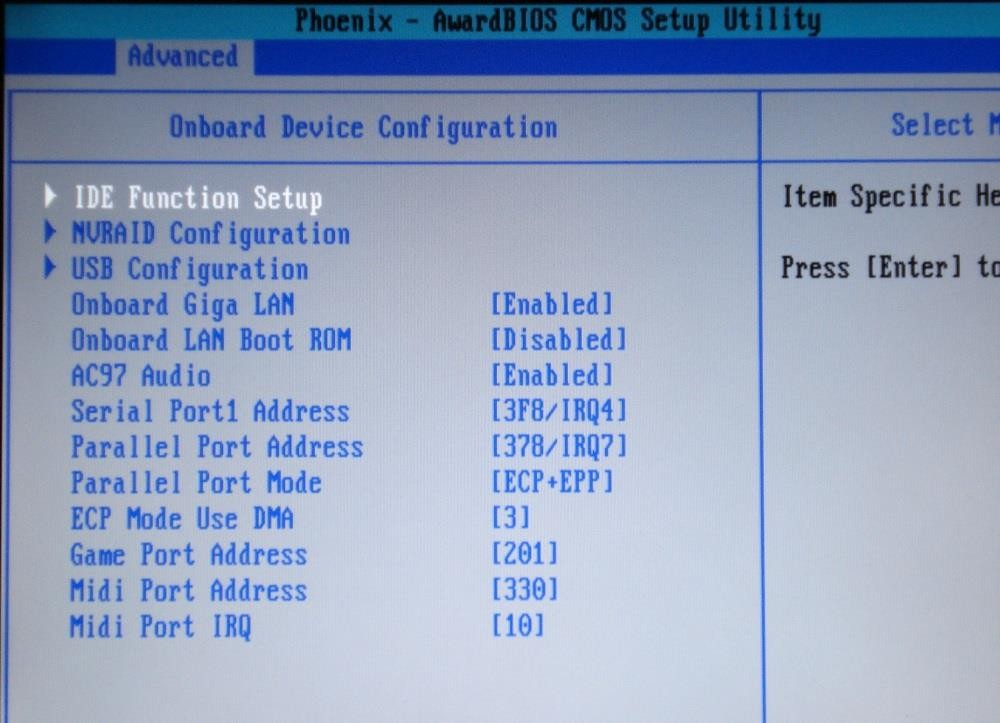 Phoenix - AwardBIOS CMOS Setup Utility
Advanced
Onboard Device Configuration
Select
IDE Function Setup
NVRAID Configuration
USB Configuration
Onboard Giga LAN [Enabled]
Onboard LAN Boot ROM [Disabled]
AC97 Audio [Enabled]
Serial Port1 Address [3F8/IRQ4]
Parallel Port Address [378/IRQ7]
Parallel Port Mode [ECP+EPP]
ECP Mode Use DMA [3]
Game Port Address [201]
Midi Port Address [330]
Midi Port IRQ [10]
Item Specific
Press [Enter] to